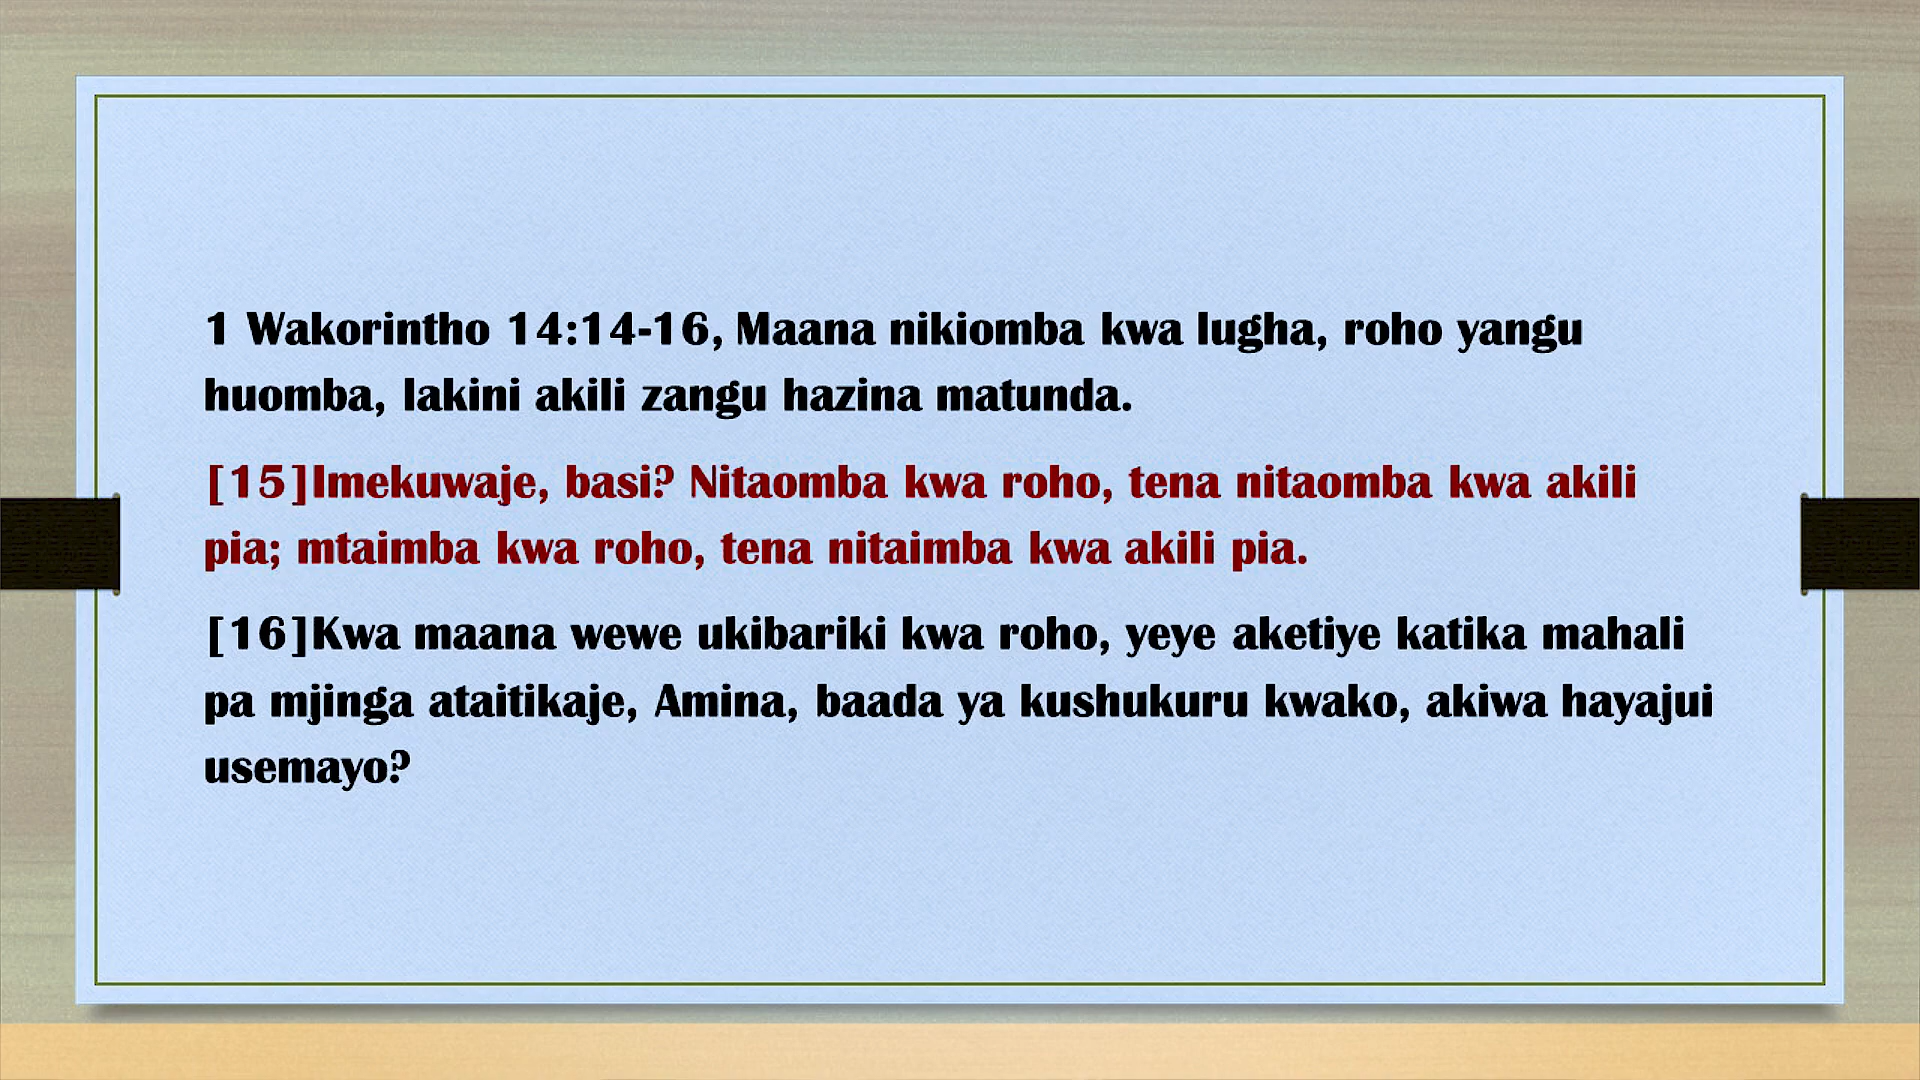 1 Wakorintho 14:14-16, Maana nikiomba kwa lugha, roho yangu
huomba, lakini akili zangu hazina matunda.
[15]Imekuwaje, basi? Nitaomba kwa roho, tena nitaomba kwa akili
pia; mtaimba kwa roho, tena nitaimba kwa akili pia.
[16]Kwa maana wewe ukibariki kwa roho, yeye aketiye katika mahali
pa mjinga ataitikaje, Amina, baada ya kushukuru kwako, akiwa hayajui
usemayo?